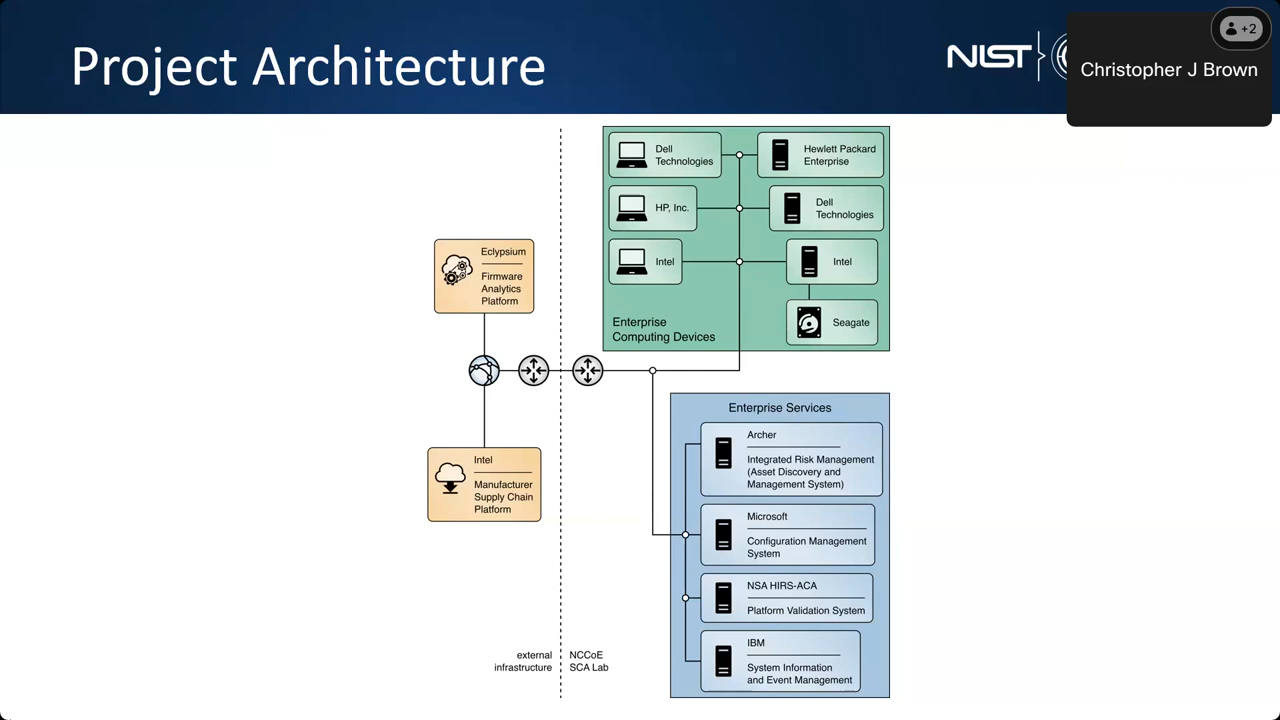 Project Architecture
NIST
+2
Christopher J Brown
Dell
Technologies
Hewlett Packard
Enterprise
HP, Inc.
Dell
Technologies
Intel
Intel
Seagate
Enterprise
Computing Devices
Eclypsium
Firmware
Analytics
Platform
Intel
Manufacturer
Supply Chain
Platform
Enterprise Services
Archer
Integrated Risk Management
(Asset Discovery and
Management System)
Microsoft
Configuration Management
System
NSA HIRS-ACA
Platform Validation System
IBM
System Information
and Event Management
external
infrastructure
NCCoE
SCA Lab